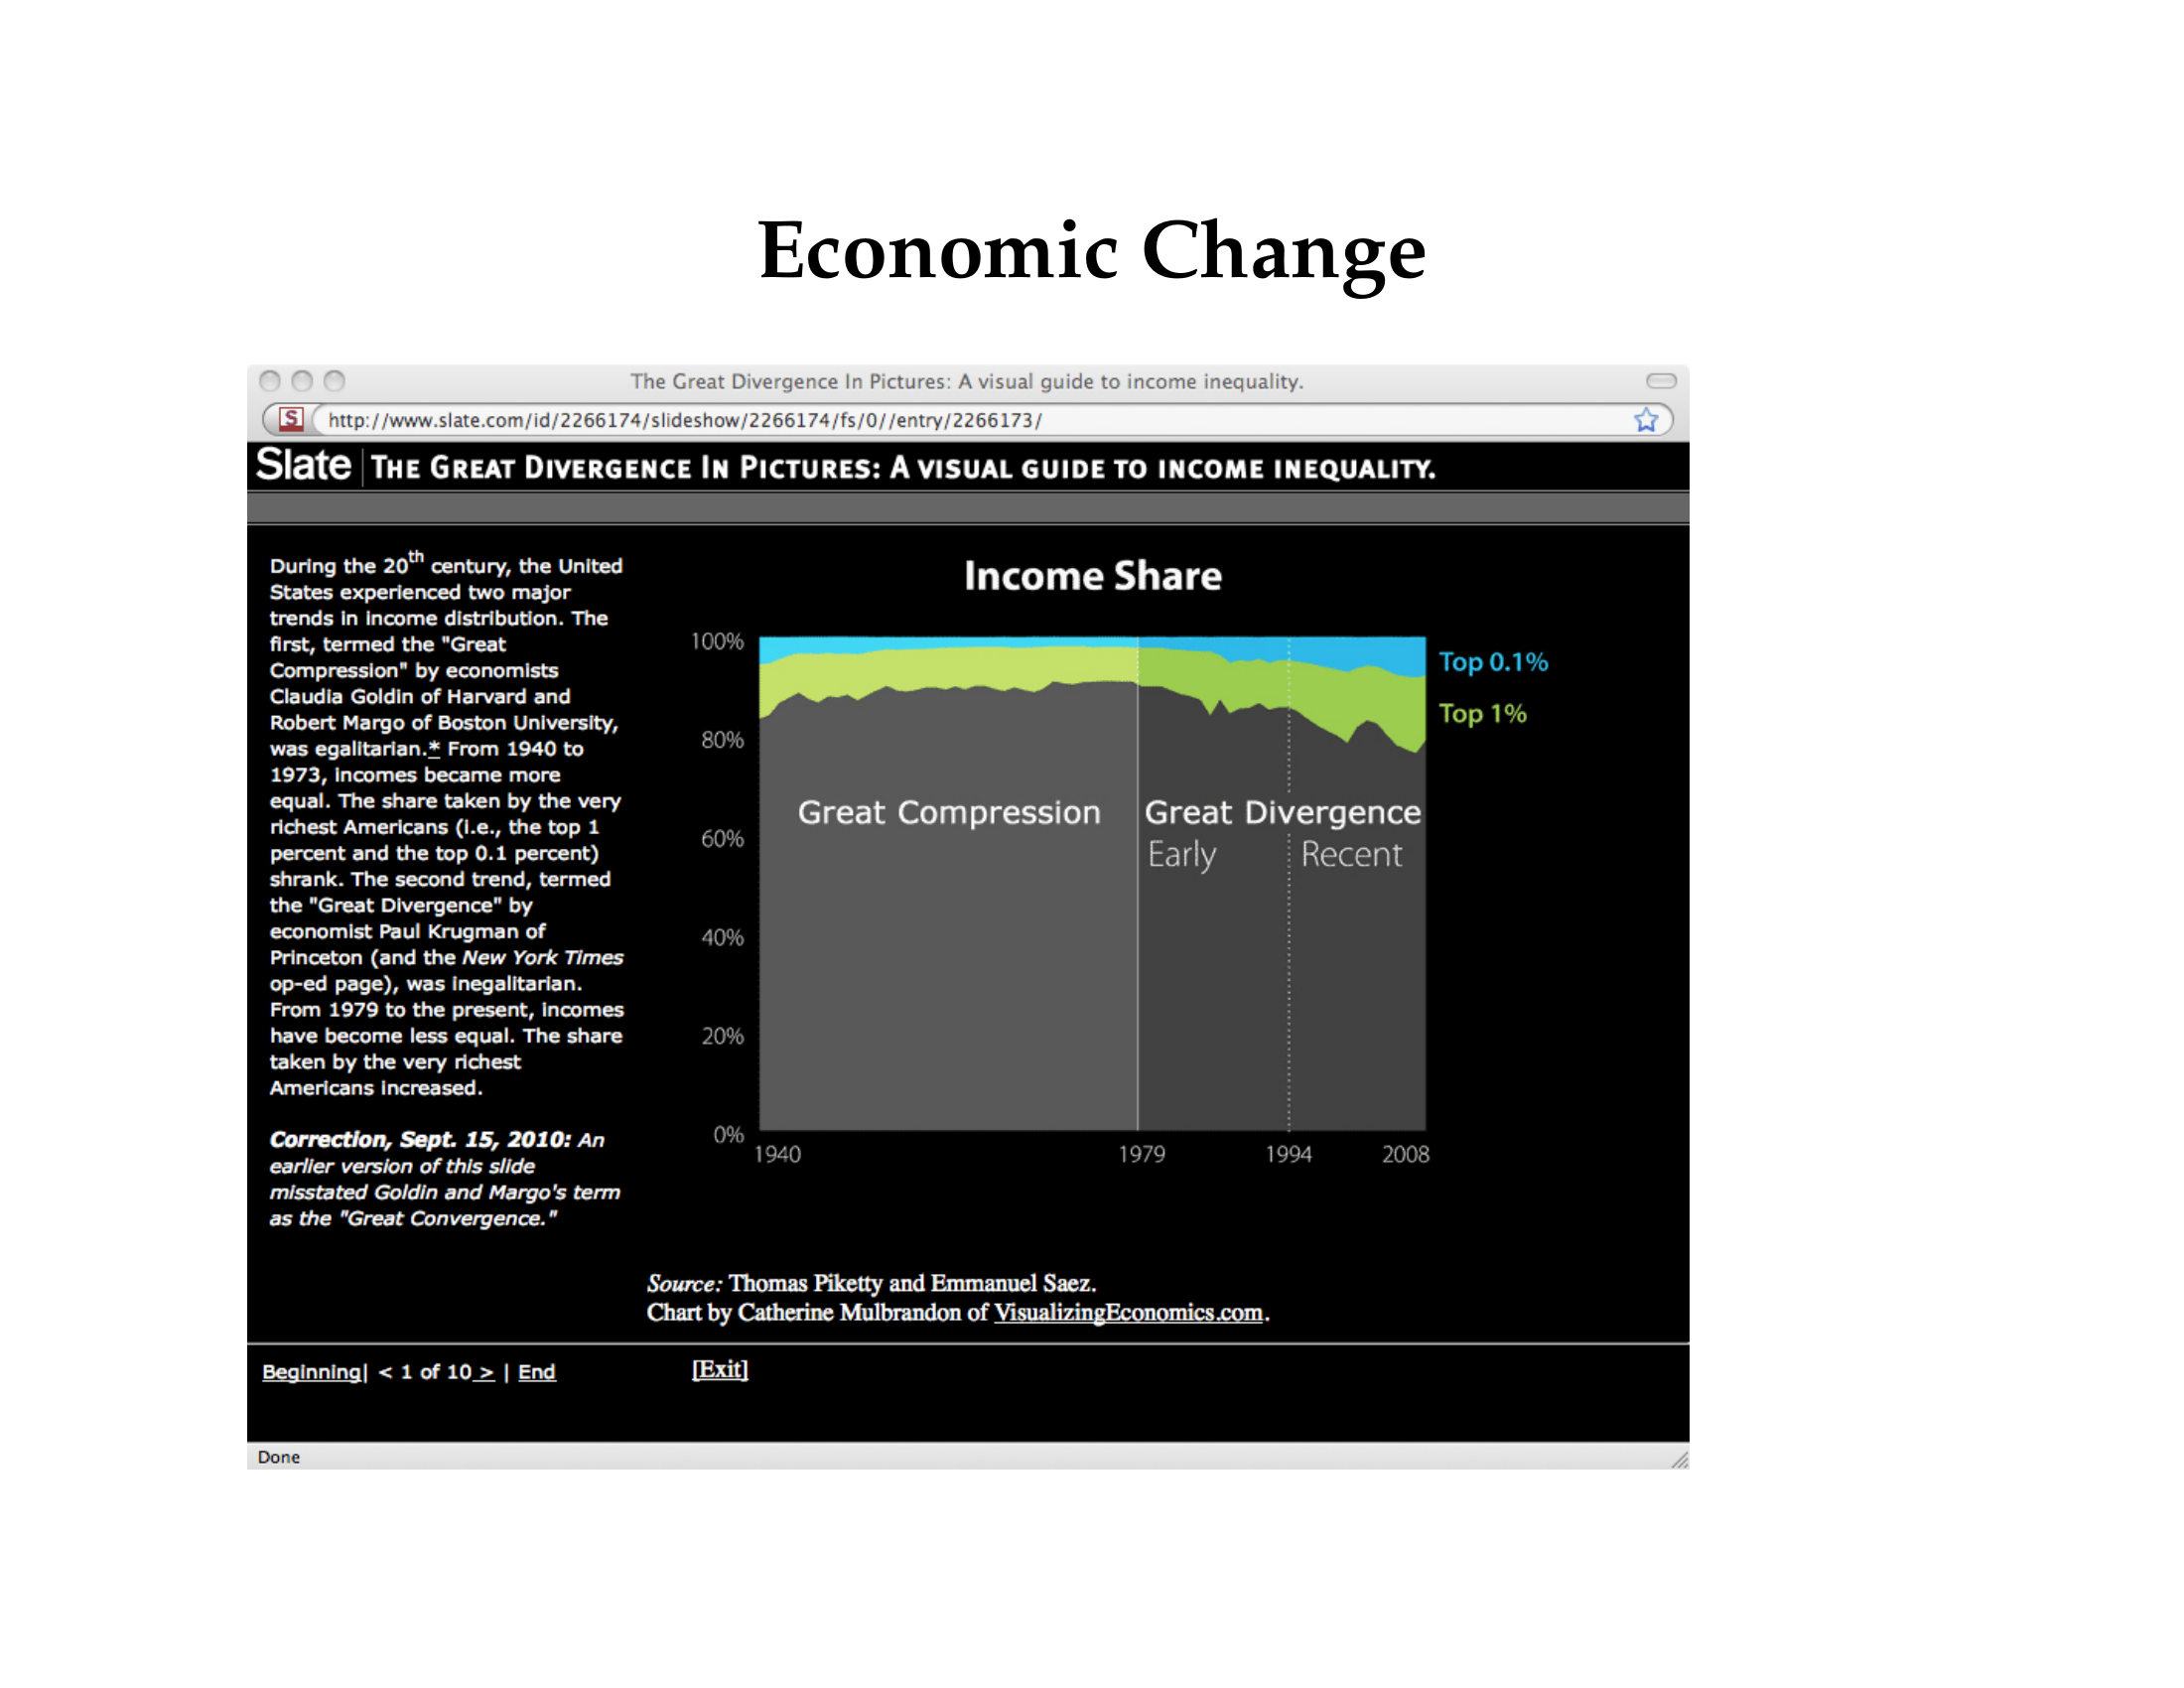 Economic Change
The Great Divergence In Pictures: A visual guide to income inequality.
S http://www.slate.com/id/2266174/slideshow/2266174/fs/0//entry/2266173/
Slate | THE GREAT DIVERGENCE IN PICTURES: A VISUAL GUIDE TO INCOME INEQUALITY.
During the 20th century, the United
States experienced two major
trends in income distribution. The
first, termed the "Great
Compression" by economists
Claudia Goldin of Harvard and
Robert Margo of Boston University,
was egalitarian.* From 1940 to
1973, incomes became more
equal. The share taken by the very
richest Americans (i.e., the top 1
percent and the top 0.1 percent)
shrank. The second trend, termed
the "Great Divergence" by
economist Paul Krugman of
Princeton (and the New York Times
op-ed page), was inegalitarian.
From 1979 to the present, incomes
have become less equal. The share
taken by the very richest
Americans increased.
Correction, Sept. 15, 2010: An
earlier version of this slide
misstated Goldin and Margo's term
as the "Great Convergence."
Income Share
100%
80%
60%
40%
20%
0%
Top 0.1%
Top 1%
Great Compression
Great Divergence
Early
Recent
1940 1979 1994 2008
Source: Thomas Piketty and Emmanuel Saez.
Chart by Catherine Mulbrandon of VisualizingEconomics.com.
Beginning| < 1 of 10 > | End
[Exit]
Done